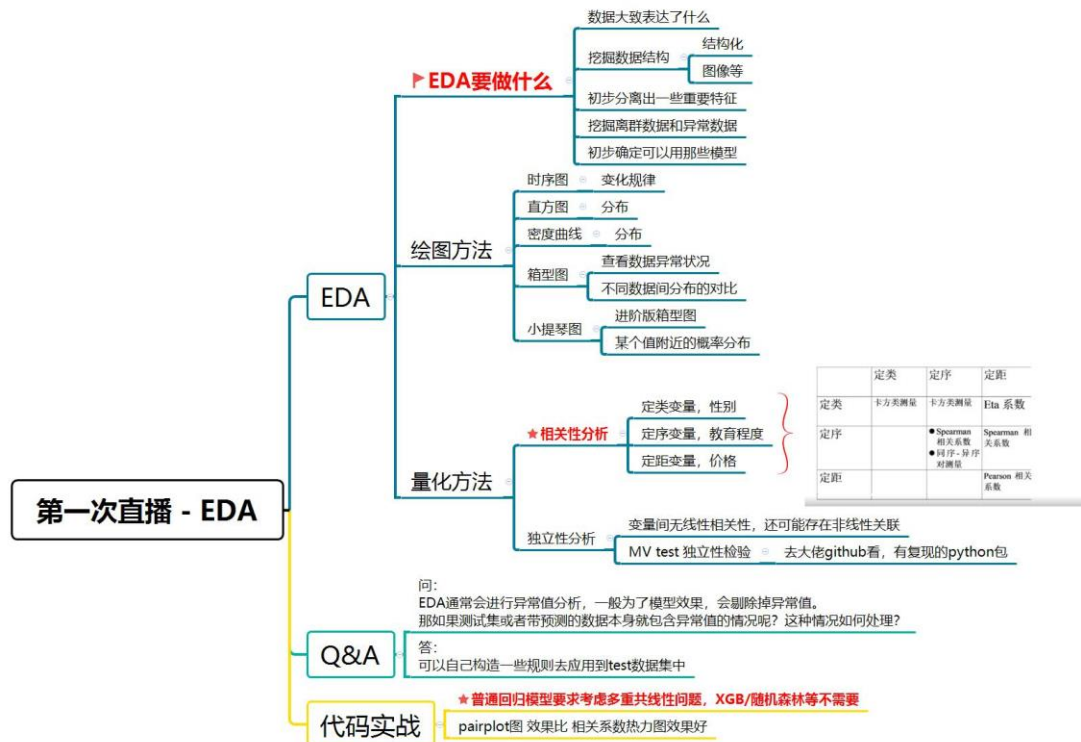 第一次直播 - EDA
EDA
EDA要做什么
数据大致表达了什么
挖掘数据结构
结构化
图像等
初步分离出一些重要特征
挖掘离群数据和异常数据
初步确定可以用那些模型
绘图方法
时序图
变化规律
直方图
分布
密度曲线
分布
箱型图
查看数据异常状况
不同数据间分布的对比
小提琴图
进阶版箱型图
某个值附近的概率分布
量化方法
相关性分析
定类变量，性别
定序变量，教育程度
定距变量，价格
定类 定序 定距
定类 卡方类测量 卡方类测量 Eta 系数
定序
● Spearman
相关系数
● 同序-异序
对测量
Spearman 相
关系数
定距
Pearson 相关
系数
独立性分析
变量间无线性相关性，还可能存在非线性关联
MV test 独立性检验
去大佬github看，有复现的python包
Q&A
问：
EDA通常会进行异常值分析，一般为了模型效果，会剔除掉异常值。
那如果测试集或者带预测的数据本身就包含异常值的情况呢？这种情况如何处理？
答：
可以自己构造一些规则去应用到test数据集中
代码实战
普通回归模型要求考虑多重共线性问题，XGB/随机森林等不需要
pairplot图 效果比 相关系数热力图效果好